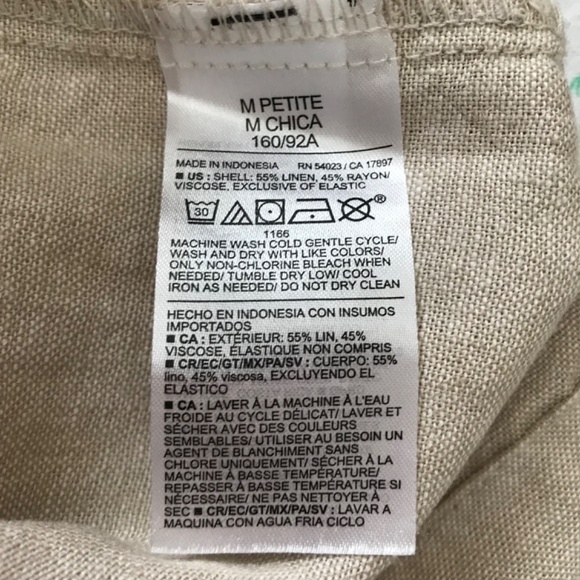 M PETITE
M CHICA
160/92A
MADE IN INDONESIA RN 54023 / CA 17897
■ US : SHELL: 55% LINEN, 45% RAYON/
VISCOSE, EXCLUSIVE OF ELASTIC
30
®
1166
MACHINE WASH COLD GENTLE CYCLE/
WASH AND DRY WITH LIKE COLORS/
ONLY NON-CHLORINE BLEACH WHEN
NEEDED/ TUMBLE DRY LOW/ COOL
IRON AS NEEDED/ DO NOT DRY CLEAN
HECHO EN INDONESIA CON INSUMOS
IMPORTADOS
■ CA : EXTÉRIEUR: 55% LIN, 45%
VISCOSE, ÉLASTIQUE NON COMPRIS
■ CR/EC/GT/MX/PA/SV : CUERPO: 55%
lino, 45% viscosa, EXCLUYENDO EL
ELÁSTICO
■ CA : LAVER À LA MACHINE À L'EAU
FROIDE AU CYCLE DÉLICAT/ LAVER ET
SÉCHER AVEC DES COULEURS
SEMBLABLES/ UTILISER AU BESOIN UN
AGENT DE BLANCHIMENT SANS
CHLORE UNIQUEMENT/ SÉCHER À LA
MACHINE À BASSE TEMPÉRATURE/
REPASSER À BASSE TEMPÉRATURE SI
NÉCESSAIRE/ NE PAS NETTOYER À
SEC ■ CR/EC/GT/MX/PA/SV : LAVAR A
MAQUINA CON AGUA FRIA CICLO